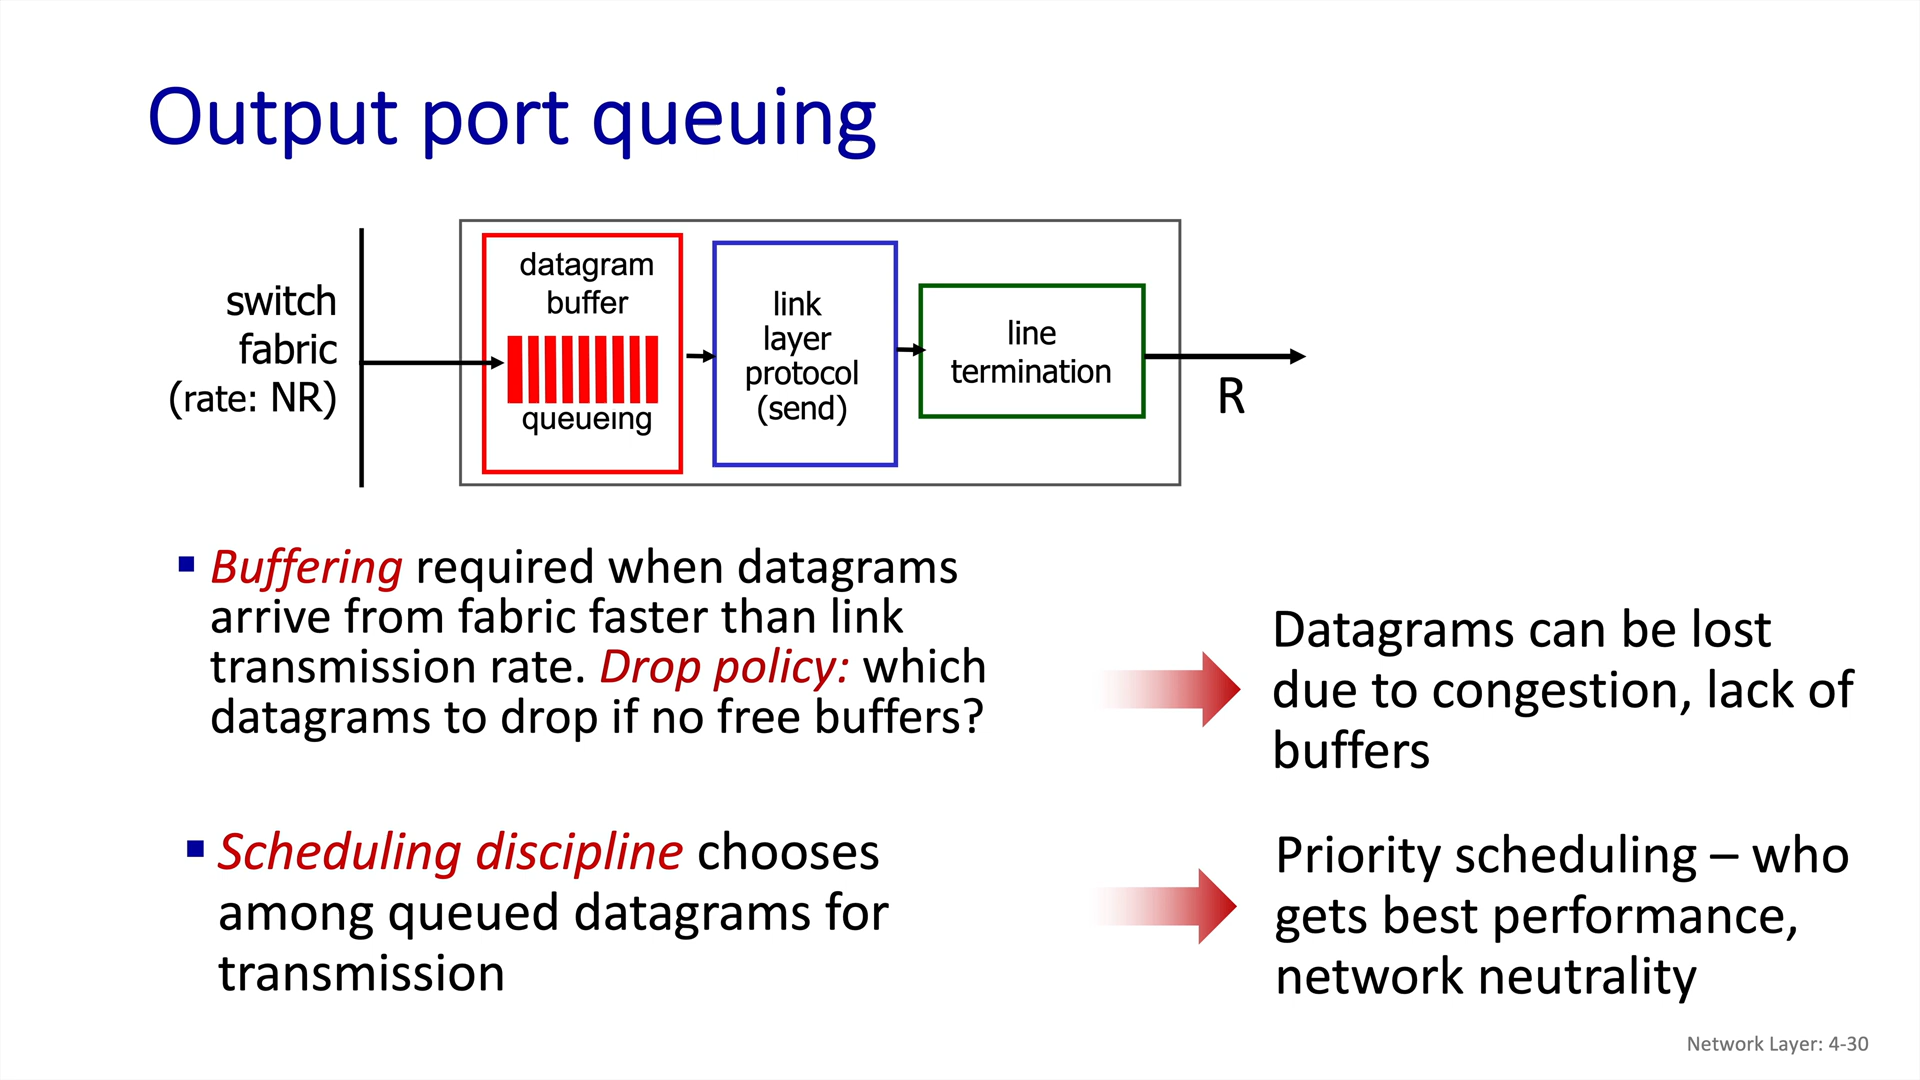 Output port queuing
switch
fabric
(rate: NR)
datagram
buffer
queueing
link
layer
protocol
(send)
line
termination
R
▪ Buffering required when datagrams
arrive from fabric faster than link
transmission rate. Drop policy: which
datagrams to drop if no free buffers?
Datagrams can be lost
due to congestion, lack of
buffers
▪ Scheduling discipline chooses
among queued datagrams for
transmission
Priority scheduling – who
gets best performance,
network neutrality
Network Layer: 4-30